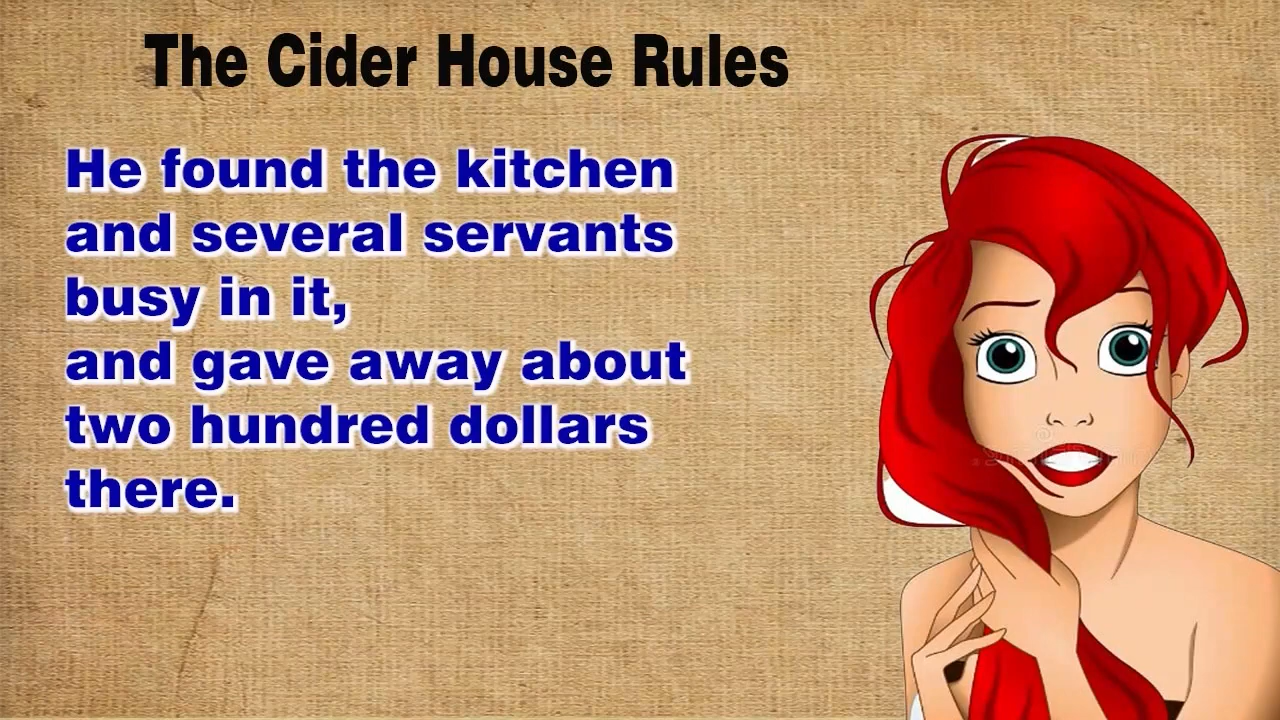 The Cider House Rules
He found the kitchen
and several servants
busy in it,
and gave away about
two hundred dollars
there.